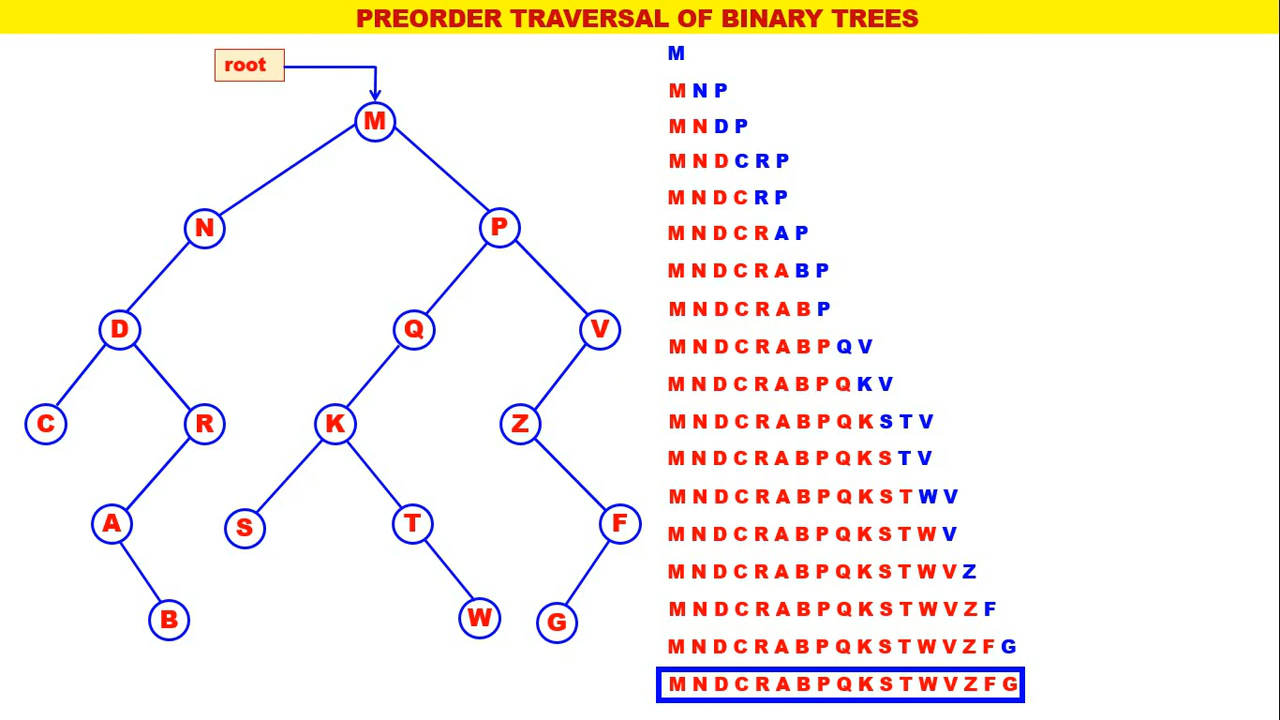 PREORDER TRAVERSAL OF BINARY TREES
root
M
N
P
D
Q
V
C
R
K
Z
A
S
T
F
B
W
G
M
M N P
M N D P
M N D C R P
M N D C R P
M N D C R A P
M N D C R A B P
M N D C R A B P
M N D C R A B P Q V
M N D C R A B P Q K V
M N D C R A B P Q K S T V
M N D C R A B P Q K S T V
M N D C R A B P Q K S T W V
M N D C R A B P Q K S T W V
M N D C R A B P Q K S T W V Z
M N D C R A B P Q K S T W V Z F
M N D C R A B P Q K S T W V Z F G
M N D C R A B P Q K S T W V Z F G